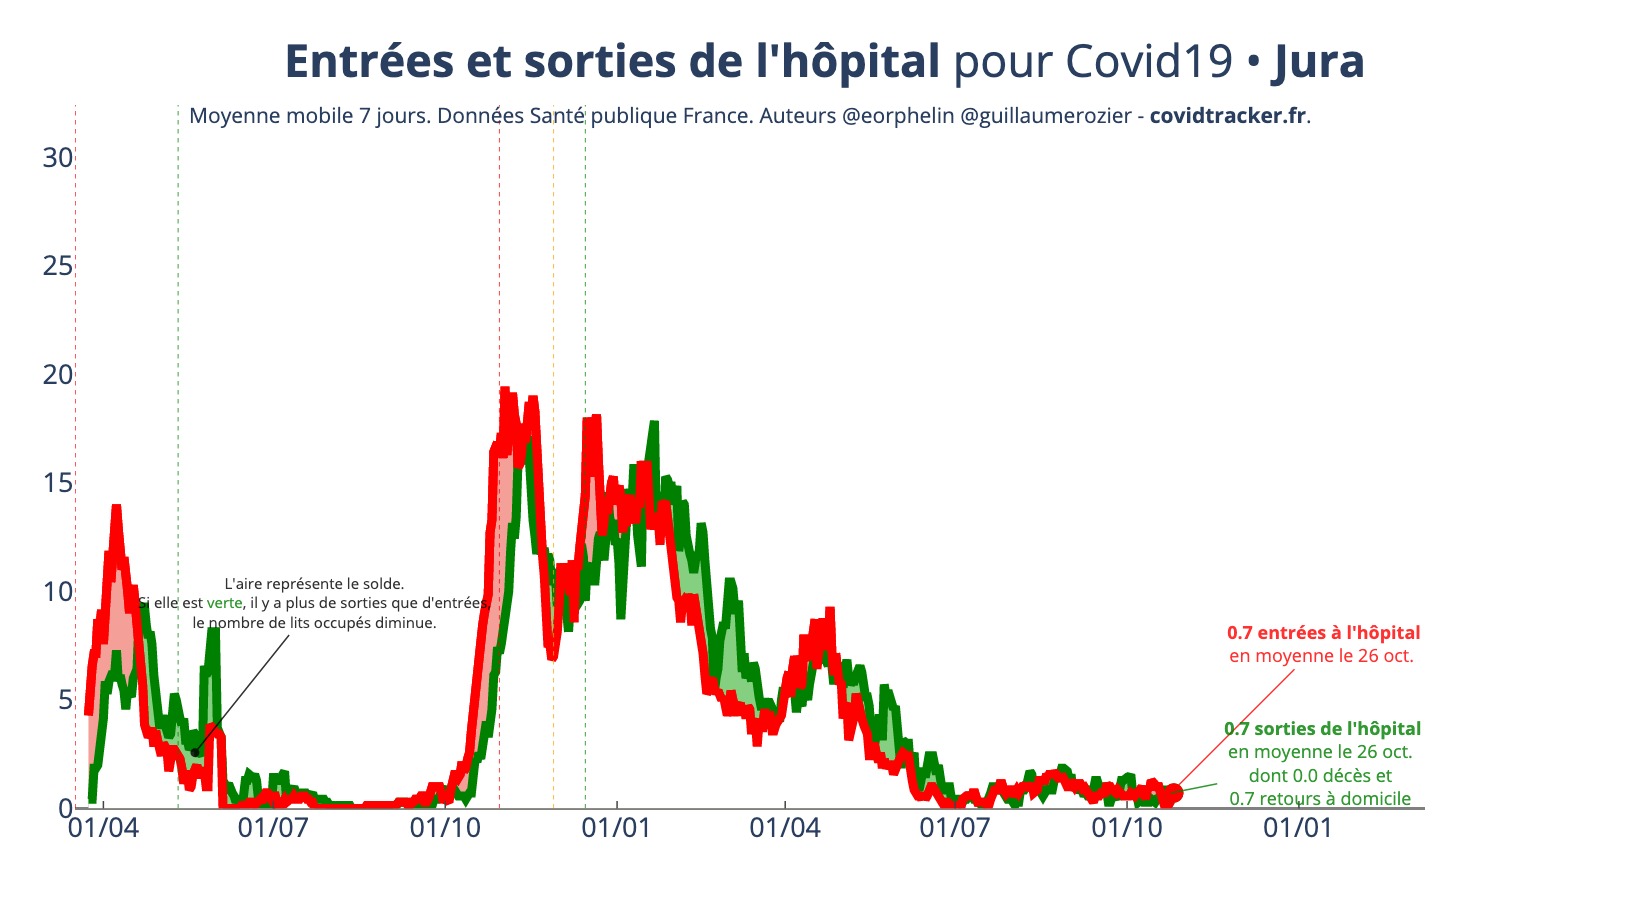 Entrées et sorties de l'hôpital pour Covid19 • Jura
Moyenne mobile 7 jours. Données Santé publique France. Auteurs @eorphelin @guillaumerozier - covidtracker.fr.
30
25
20
15
10
5
0
L'aire représente le solde.
Si elle est verte, il y a plus de sorties que d'entrées,
le nombre de lits occupés diminue.
0.7 entrées à l'hôpital
en moyenne le 26 oct.
0.7 sorties de l'hôpital
en moyenne le 26 oct.
dont 0.0 décès et
0.7 retours à domicile
01/04 01/07 01/10 01/01 01/04 01/07 01/10 01/01